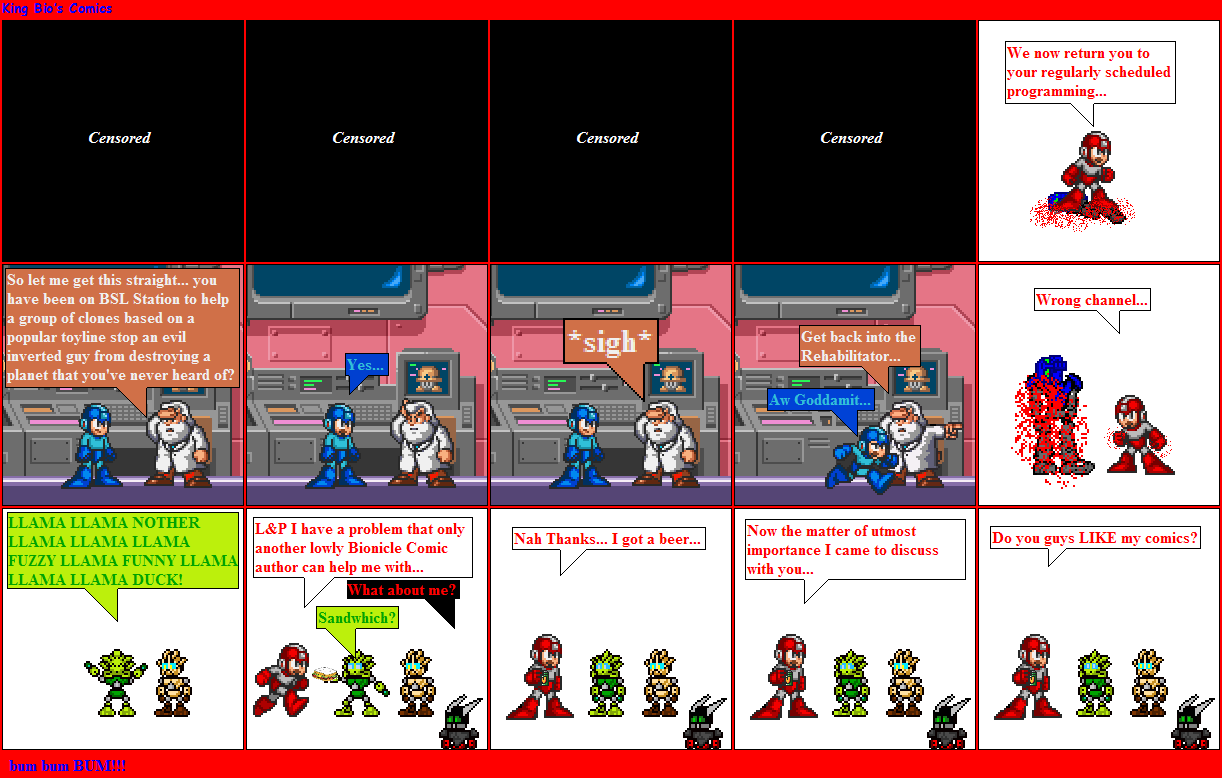 King Bio's Comics
Censored
Censored
Censored
Censored
We now return you to
your regularly scheduled
programming...
So let me get this straight... you
have been on BSL Station to help
a group of clones based on a
popular toyline stop an evil
inverted guy from destroying a
planet that you've never heard of?
Yes...
*sigh*
Get back into the
Rehabilitator...
Aw Goddamit...
Wrong channel...
LLAMA LLAMA NOTHER
LLAMA LLAMA LLAMA
FUZZY LLAMA FUNNY LLAMA
LLAMA LLAMA DUCK!
L&P I have a problem that only
another lowly Bionicle Comic
author can help me with...
What about me?
Sandwhich?
Nah Thanks... I got a beer...
Now the matter of utmost
importance I came to discuss
with you...
Do you guys LIKE my comics?
bum bum BUM!!!